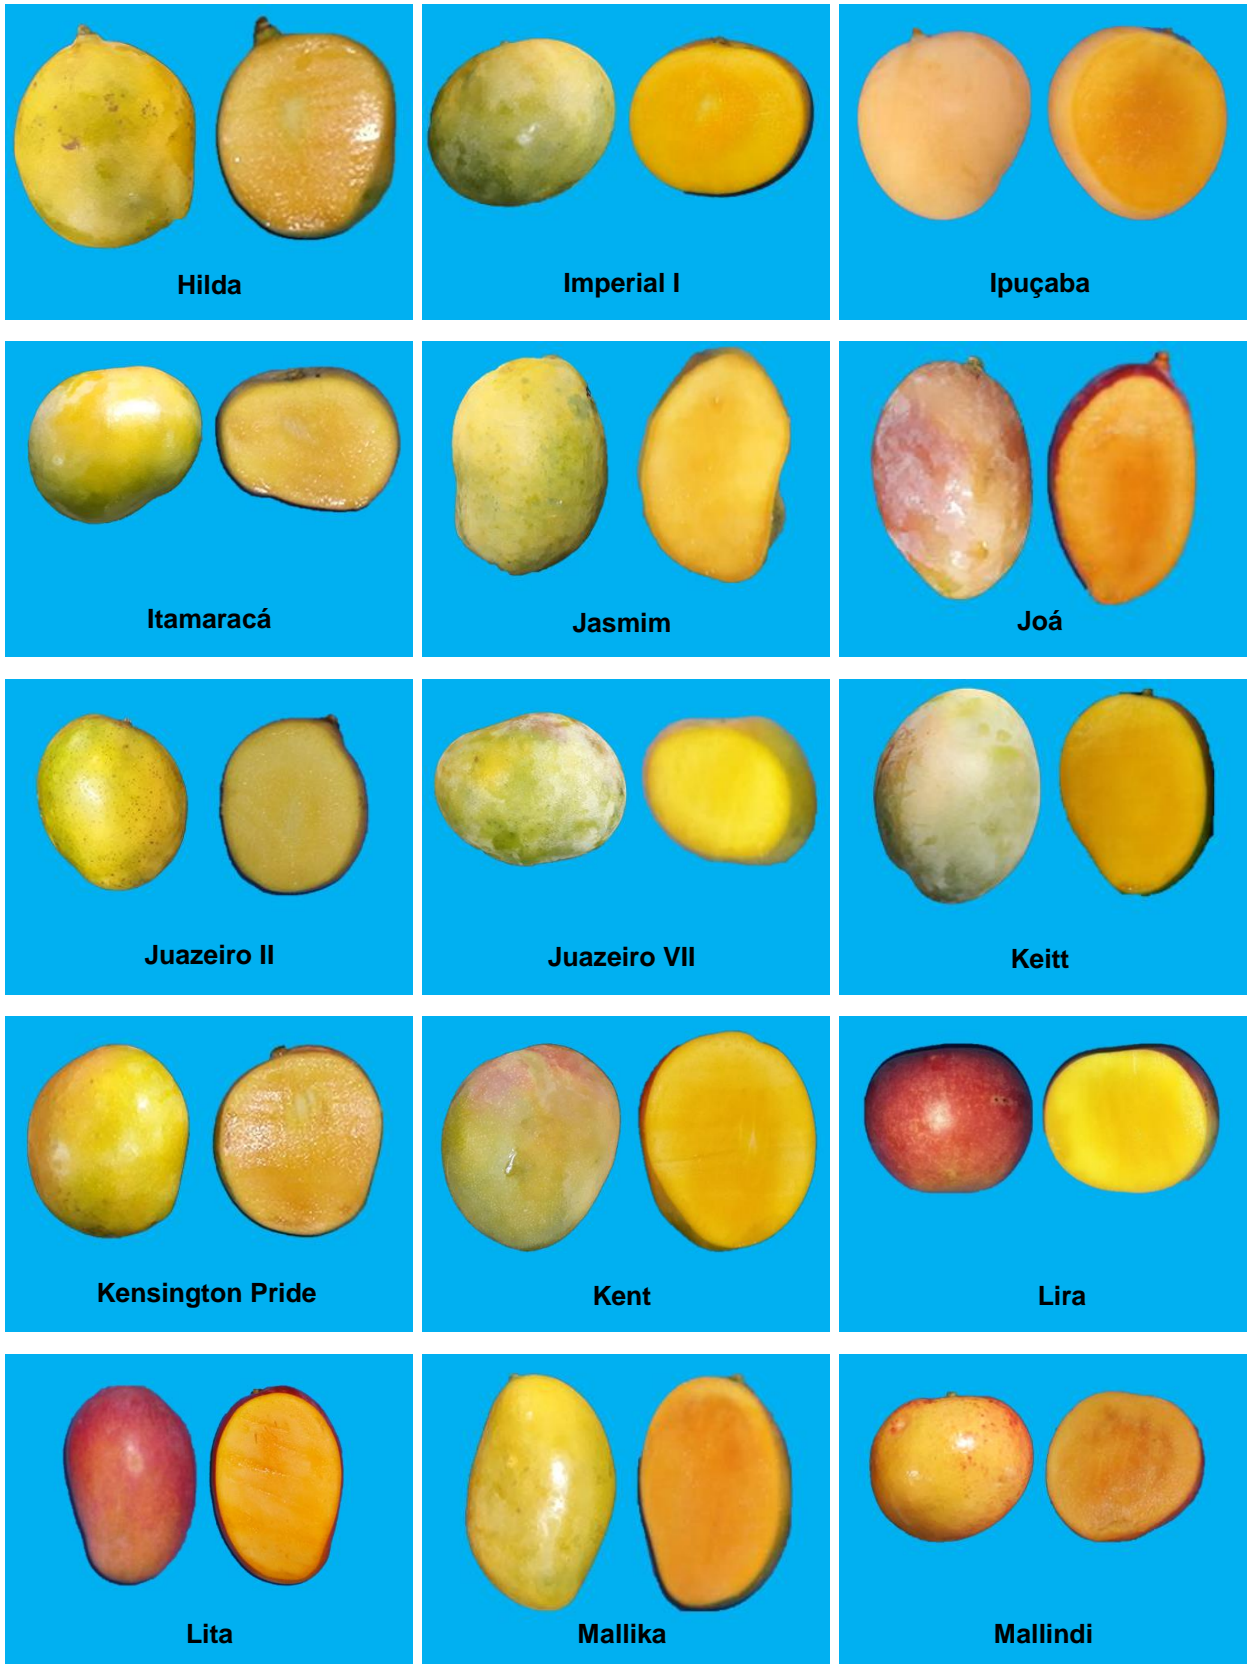 Hilda
Imperial I
Ipuçaba
Itamaracá
Jasmim
Joá
Juazeiro II
Juazeiro VII
Keitt
Kensington Pride
Kent
Lira
Lita
Mallika
Mallindi